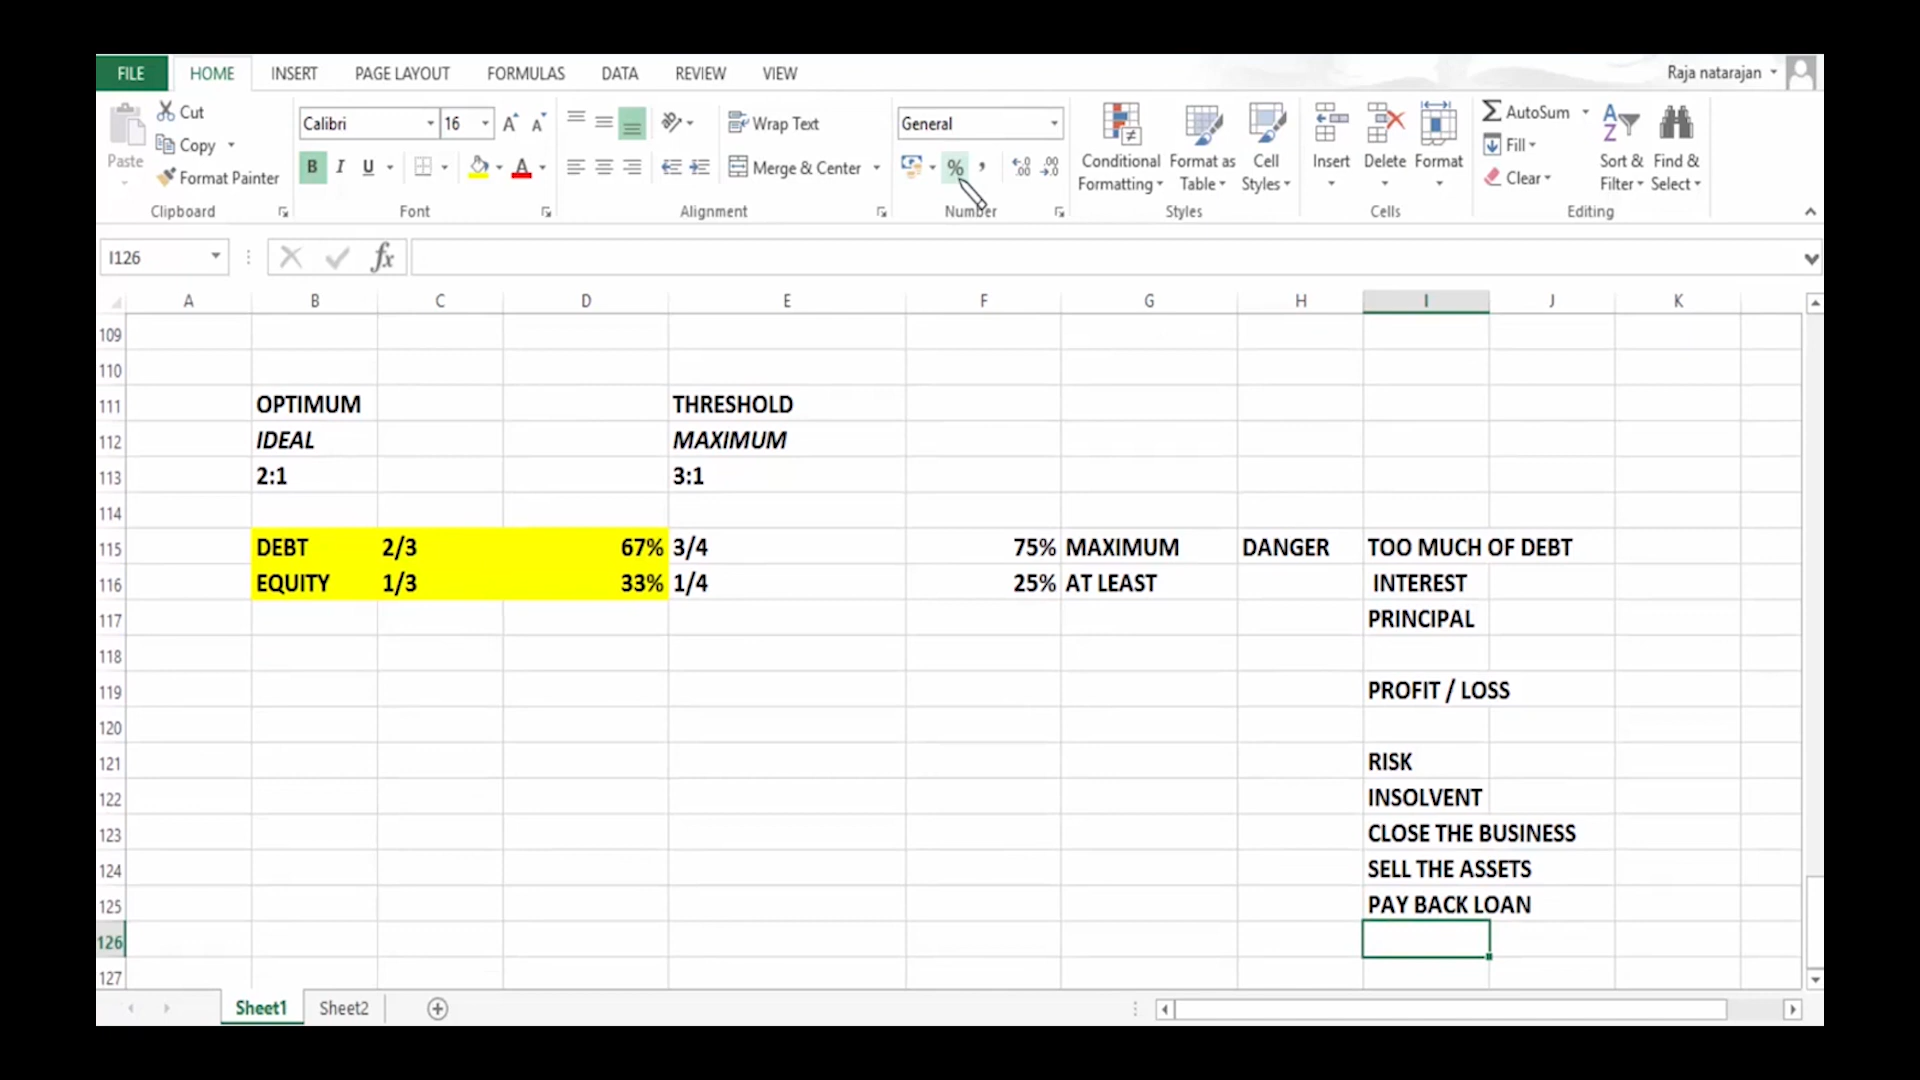 FILE HOME INSERT PAGE LAYOUT FORMULAS DATA REVIEW VIEW Raja natarajan
Cut
Copy
Format Painter
Paste
Clipboard
Calibri 16
B I U
Font
Wrap Text
Merge & Center
Alignment
General
%
Number
Conditional Formatting
Format as Table
Cell Styles
Styles
Insert Delete Format
Cells
AutoSum
Fill
Clear
Sort & Filter
Find & Select
Editing
I126 fx
A B C D E F G H I J K
109
110
111 OPTIMUM THRESHOLD
112 IDEAL MAXIMUM
113 2:1 3:1
114
115 DEBT 2/3 67% 3/4 75% MAXIMUM DANGER TOO MUCH OF DEBT
116 EQUITY 1/3 33% 1/4 25% AT LEAST INTEREST
117 PRINCIPAL
118
119 PROFIT / LOSS
120
121 RISK
122 INSOLVENT
123 CLOSE THE BUSINESS
124 SELL THE ASSETS
125 PAY BACK LOAN
126
127
Sheet1 Sheet2